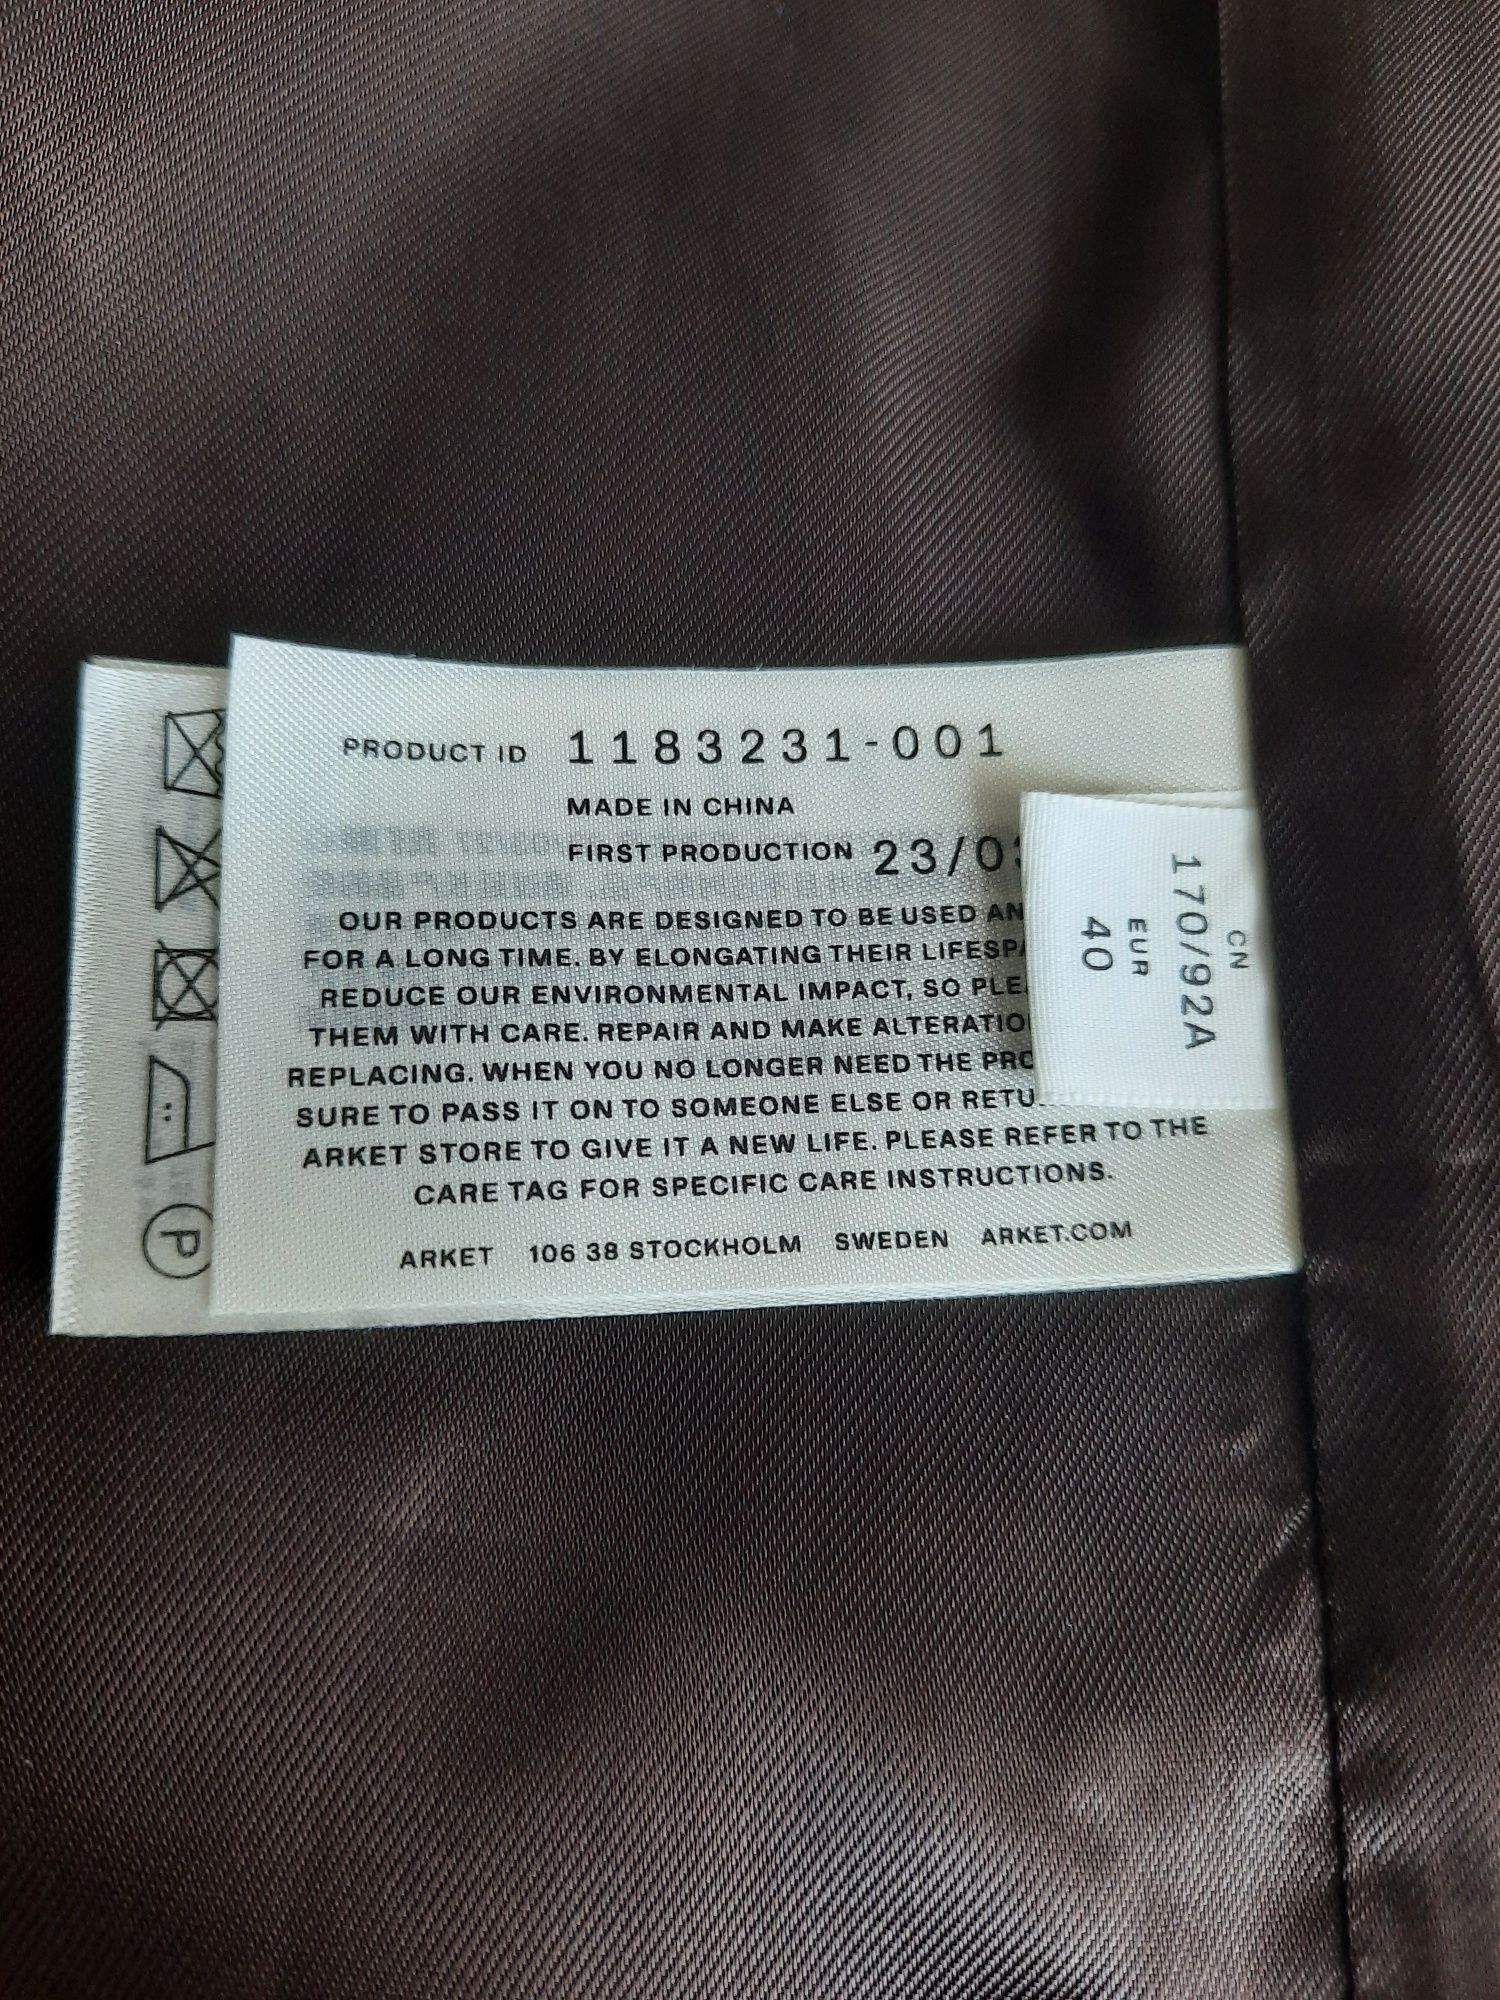 PRODUCT ID 1183231-001
MADE IN CHINA
FIRST PRODUCTION 23/0
OUR PRODUCTS ARE DESIGNED TO BE USED AN
FOR A LONG TIME. BY ELONGATING THEIR LIFESPA
REDUCE OUR ENVIRONMENTAL IMPACT, SO PLE
THEM WITH CARE. REPAIR AND MAKE ALTERATIO
REPLACING. WHEN YOU NO LONGER NEED THE PRO
SURE TO PASS IT ON TO SOMEONE ELSE OR RETU
ARKET STORE TO GIVE IT A NEW LIFE. PLEASE REFER TO THE
CARE TAG FOR SPECIFIC CARE INSTRUCTIONS.
ARKET 106 38 STOCKHOLM SWEDEN ARKET.COM
CN
170/92A
EUR
40
P